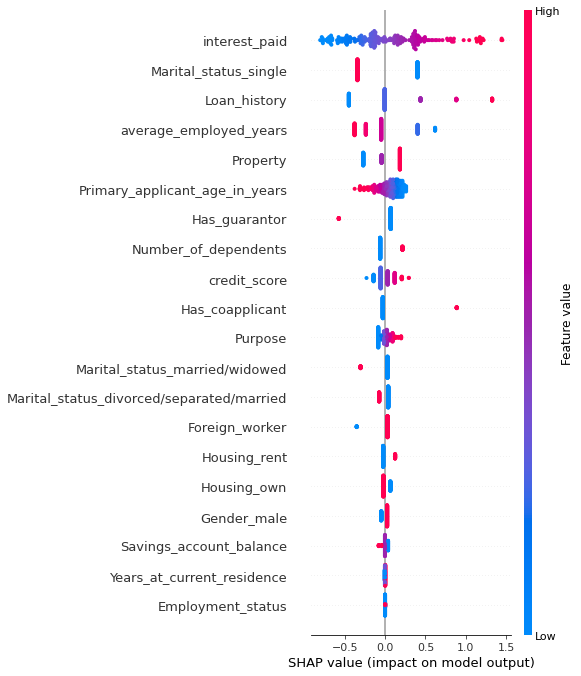 High
interest_paid
Marital_status_single
Loan_history
average_employed_years
Property
Primary_applicant_age_in_years
Has_guarantor
Number_of_dependents
credit_score
Has_coapplicant
Purpose
Marital_status_married/widowed
Marital_status_divorced/separated/married
Foreign_worker
Housing_rent
Housing_own
Gender_male
Savings_account_balance
Years_at_current_residence
Employment_status
Feature value
Low
−0.5 0.0 0.5 1.0 1.5
SHAP value (impact on model output)